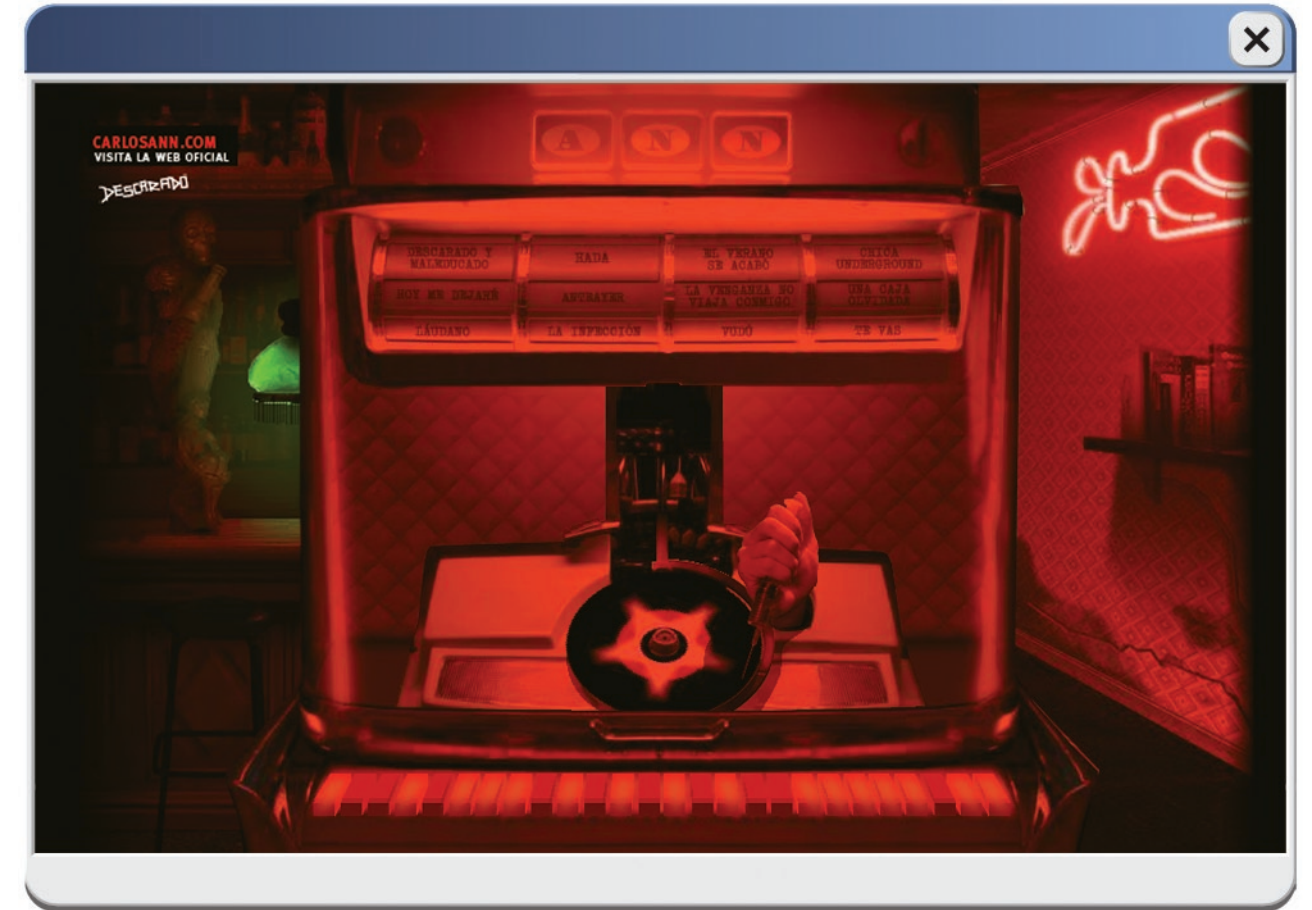 CARLOSANN.COM
VISITA LA WEB OFICIAL
DESCARADO
A N N
DESCARADO Y
MALEDUCADO
HADA
EL VERANO
SE ACABÓ
CHICA
UNDERGROUND
HOY ME DEJARÉ
ANTRAYER
LA VENGANZA NO
VIAJA CONMIGO
UNA CAJA
OLVIDADA
LÁUDANO
LA INFECCIÓN
VUDÚ
TE VAS